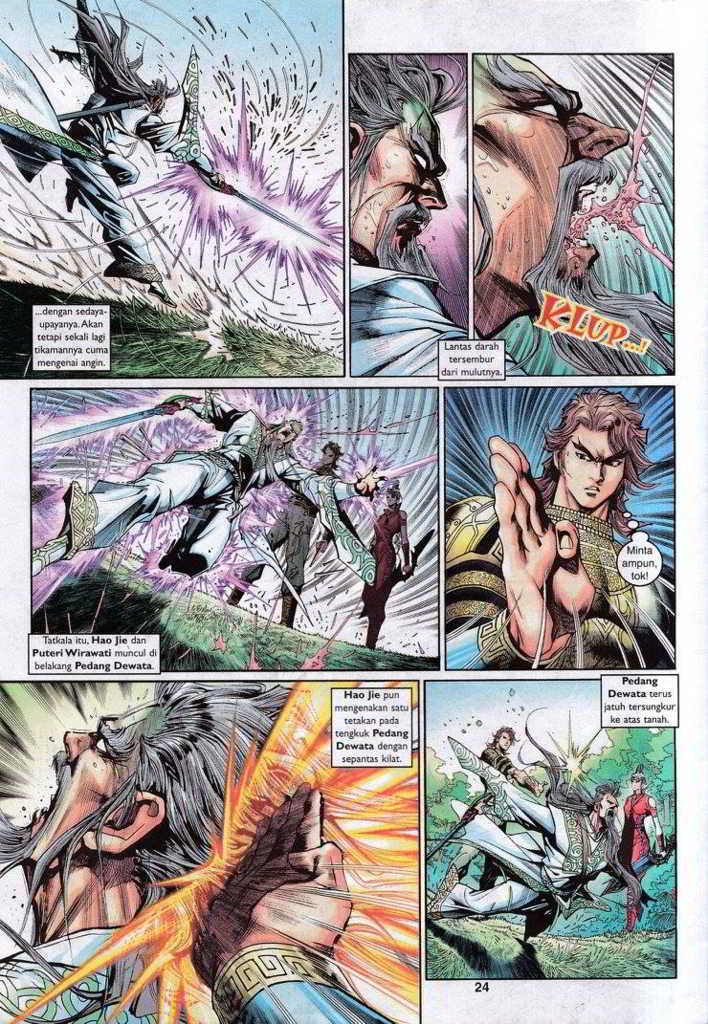 ...dengan sedaya-
upayanya. Akan
tetapi sekali lagi
tikamannya cuma
mengenai angin.
Lantas darah
tersembur
dari mulutnya.
KLUP...!
Tatkala itu, Hao Jie dan
Puteri Wirawati muncul di
belakang Pedang Dewata.
Minta
ampun,
tok!
Hao Jie pun
mengenakan satu
tetakan pada
tengkuk Pedang
Dewata dengan
sepantas kilat.
Pedang
Dewata terus
jatuh tersungkur
ke atas tanah.
24